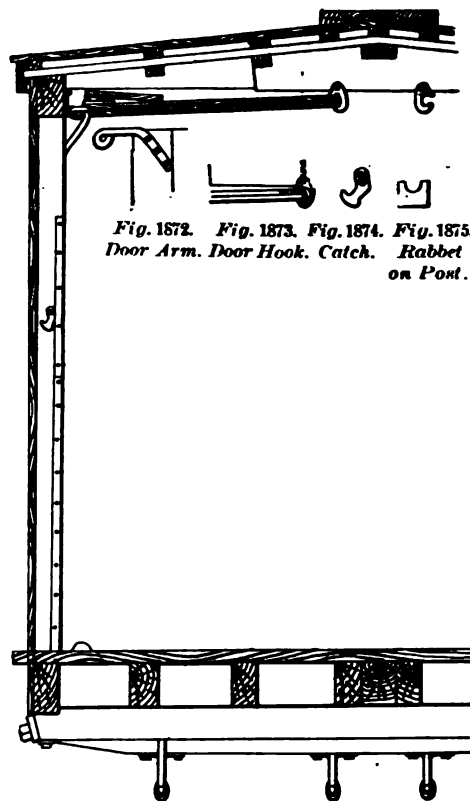 Fig. 1872. Fig. 1873. Fig. 1874. Fig. 1875.
Door Arm. Door Hook. Catch. Rabbet
on Post.